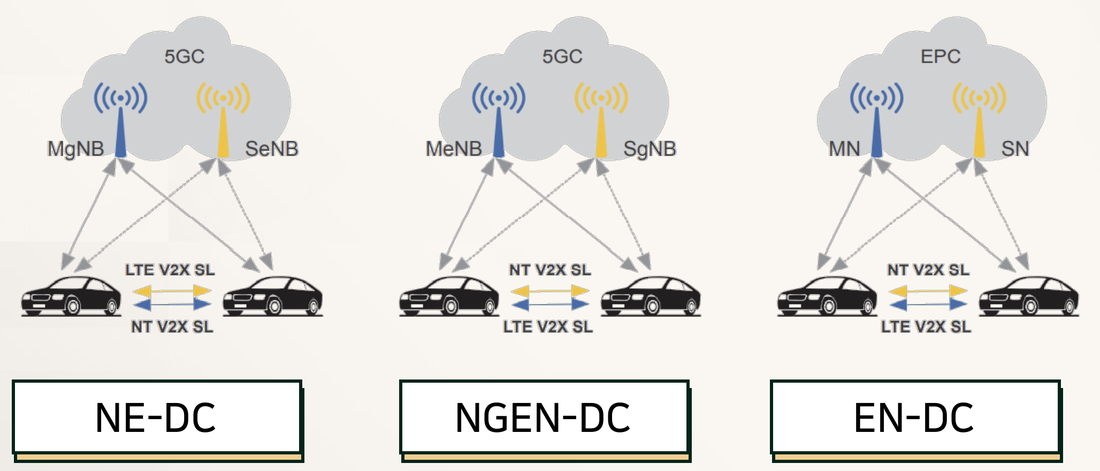 5GC
MgNB
SeNB
LTE V2X SL
NT V2X SL
NE-DC
5GC
MeNB
SgNB
NT V2X SL
LTE V2X SL
NGEN-DC
EPC
MN
SN
NT V2X SL
LTE V2X SL
EN-DC